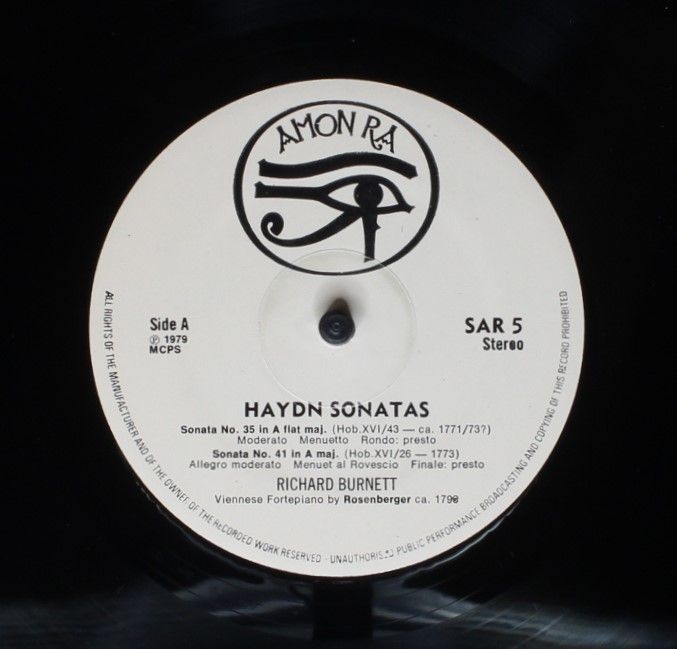 AMON RA
Side A
℗ 1979
MCPS
SAR 5
Stereo
HAYDN SONATAS
Sonata No. 35 in A flat maj. (Hob.XVI/43 — ca. 1771/73?)
Moderato Menuetto Rondo: presto
Sonata No. 41 in A maj. (Hob.XVI/26 — 1773)
Allegro moderato Menuet al Rovescio Finale: presto
RICHARD BURNETT
Viennese Fortepiano by Rosenberger ca. 1798
ALL RIGHTS OF THE MANUFACTURER AND OF THE OWNER OF THE RECORDED WORK RESERVED · UNAUTHORISED PUBLIC PERFORMANCE BROADCASTING AND COPYING OF THIS RECORD PROHIBITED